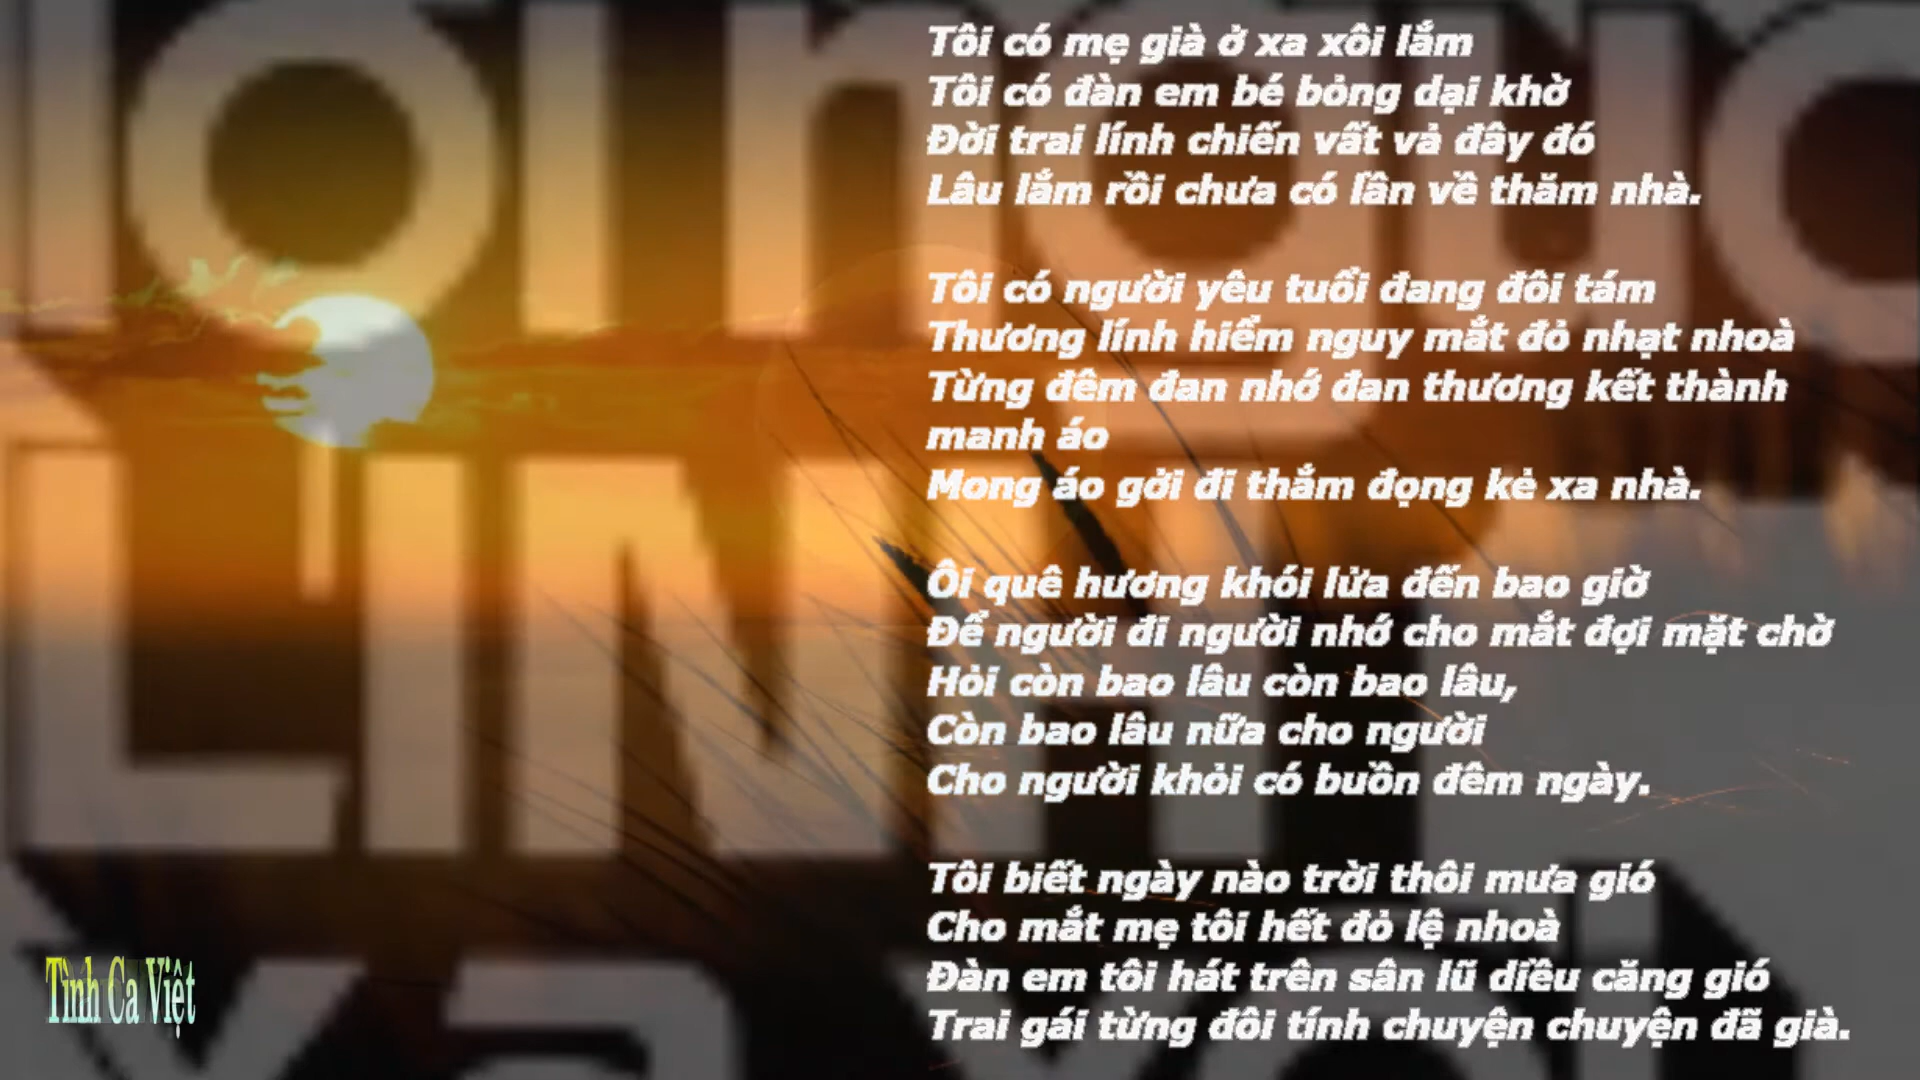 Tôi có mẹ già ở xa xôi lắm
Tôi có đàn em bé bỏng dại khờ
Đời trai lính chiến vất vả đây đó
Lâu lắm rồi chưa có lần về thăm nhà.
Tôi có người yêu tuổi đang đôi tám
Thương lính hiểm nguy mắt đỏ nhạt nhoà
Từng đêm đan nhớ đan thương kết thành
manh áo
Mong áo gởi đi thắm đọng kẻ xa nhà.
Ôi quê hương khói lửa đến bao giờ
Để người đi người nhớ cho mắt đợi mặt chờ
Hỏi còn bao lâu còn bao lâu,
Còn bao lâu nữa cho người
Cho người khỏi có buồn đêm ngày.
Tôi biết ngày nào trời thôi mưa gió
Cho mắt mẹ tôi hết đỏ lệ nhoà
Đàn em tôi hát trên sân lũ diều căng gió
Trai gái từng đôi tính chuyện chuyện đã già.
LÍNH
Tình Ca Việt